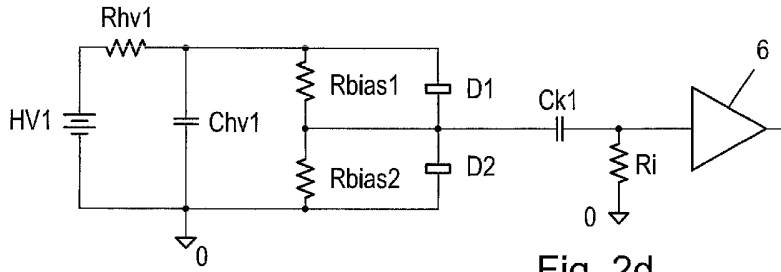 Rhv1
6
Rbias1
D1
Ck1
HV1
Chv1
Rbias2
D2
Ri
0
0
Fig. 2d